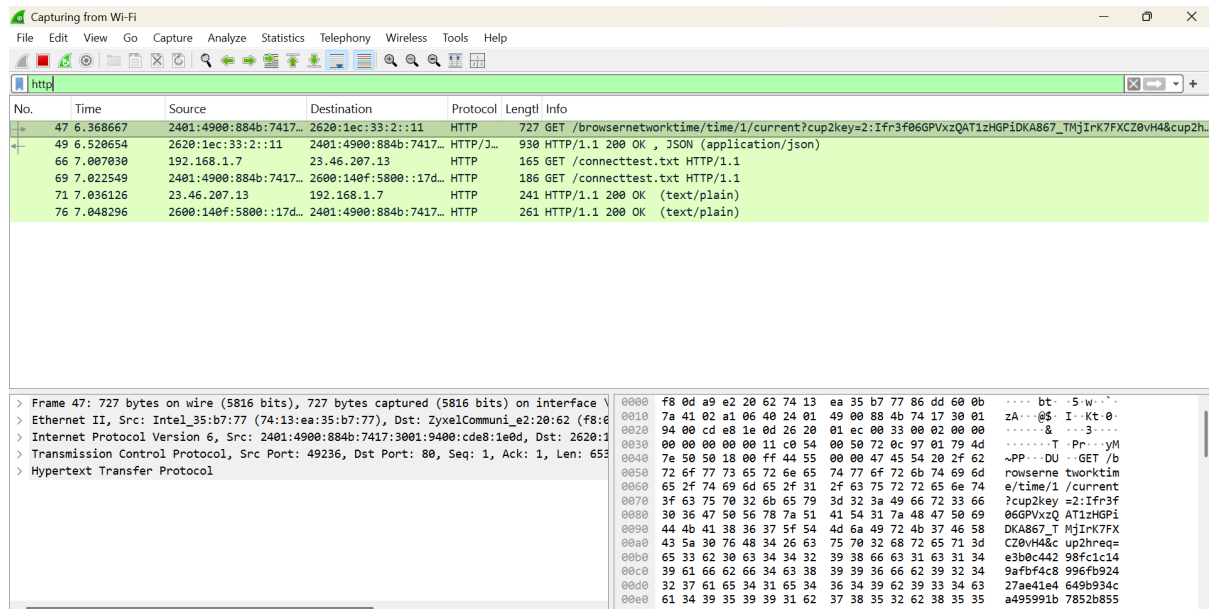 Capturing from Wi-Fi
File Edit View Go Capture Analyze Statistics Telephony Wireless Tools Help
http
No. Time Source Destination Protocol Lengtl Info
47 6.368667 2401:4900:884b:7417… 2620:1ec:33:2::11 HTTP 727 GET /browsernetworktime/time/1/current?cup2key=2:Ifr3f06GPVxzQAT1zHGPiDKA867_TMjIrK7FXCZ0vH4&cup2h…
49 6.520654 2620:1ec:33:2::11 2401:4900:884b:7417… HTTP/J… 930 HTTP/1.1 200 OK , JSON (application/json)
66 7.007030 192.168.1.7 23.46.207.13 HTTP 165 GET /connecttest.txt HTTP/1.1
69 7.022549 2401:4900:884b:7417… 2600:140f:5800::17d… HTTP 186 GET /connecttest.txt HTTP/1.1
71 7.036126 23.46.207.13 192.168.1.7 HTTP 241 HTTP/1.1 200 OK (text/plain)
76 7.048296 2600:140f:5800::17d… 2401:4900:884b:7417… HTTP 261 HTTP/1.1 200 OK (text/plain)
> Frame 47: 727 bytes on wire (5816 bits), 727 bytes captured (5816 bits) on interface \
> Ethernet II, Src: Intel_35:b7:77 (74:13:ea:35:b7:77), Dst: ZyxelCommuni_e2:20:62 (f8:0
> Internet Protocol Version 6, Src: 2401:4900:884b:7417:3001:9400:cde8:1e0d, Dst: 2620:1
> Transmission Control Protocol, Src Port: 49236, Dst Port: 80, Seq: 1, Ack: 1, Len: 653
> Hypertext Transfer Protocol
0000 f8 0d a9 e2 20 62 74 13 ea 35 b7 77 86 dd 60 0b ···· bt· ·5·w··`·
0010 7a 41 02 a1 06 40 24 01 49 00 88 4b 74 17 30 01 zA···@$· I··Kt·0·
0020 94 00 cd e8 1e 0d 26 20 01 ec 00 33 00 02 00 00 ······& ···3····
0030 00 00 00 00 00 11 c0 54 00 50 72 0c 97 01 79 4d ·······T ·Pr···yM
0040 7e 50 50 18 00 ff 44 55 00 00 47 45 54 20 2f 62 ~PP···DU ··GET /b
0050 72 6f 77 73 65 72 6e 65 74 77 6f 72 6b 74 69 6d rowserne tworktim
0060 65 2f 74 69 6d 65 2f 31 2f 63 75 72 72 65 6e 74 e/time/1 /current
0070 3f 63 75 70 32 6b 65 79 3d 32 3a 49 66 72 33 66 ?cup2key =2:Ifr3f
0080 30 36 47 50 56 78 7a 51 41 54 31 7a 48 47 50 69 06GPVxzQ AT1zHGPi
0090 44 4b 41 38 36 37 5f 54 4d 6a 49 72 4b 37 46 58 DKA867_T MjIrK7FX
00a0 43 5a 30 76 48 34 26 63 75 70 32 68 72 65 71 3d CZ0vH4&c up2hreq=
00b0 65 33 62 30 63 34 34 32 39 38 66 63 31 63 31 34 e3b0c442 98fc1c14
00c0 39 61 66 62 66 34 63 38 39 39 36 66 62 39 32 34 9afbf4c8 996fb924
00d0 32 37 61 65 34 31 65 34 36 34 39 62 39 33 34 63 27ae41e4 649b934c
00e0 61 34 39 35 39 39 31 62 37 38 35 32 62 38 35 35 a495991b 7852b855